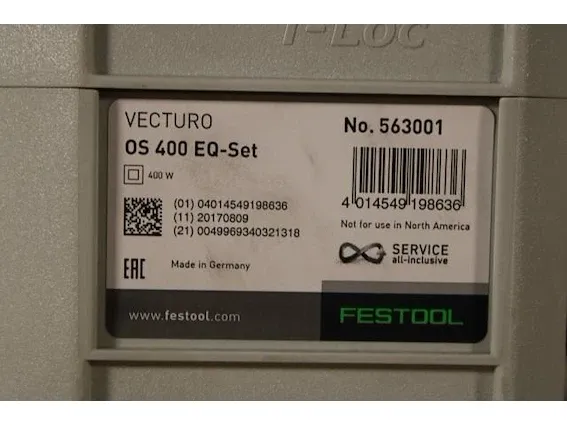 T-LOC
VECTURO
OS 400 EQ-Set
400 W
(01) 04014549198636
(11) 20170809
(21) 0049969340321318
EAC
Made in Germany
No. 563001
4 014549 198636
Not for use in North America
SERVICE
all-inclusive
www.festool.com
FESTOOL